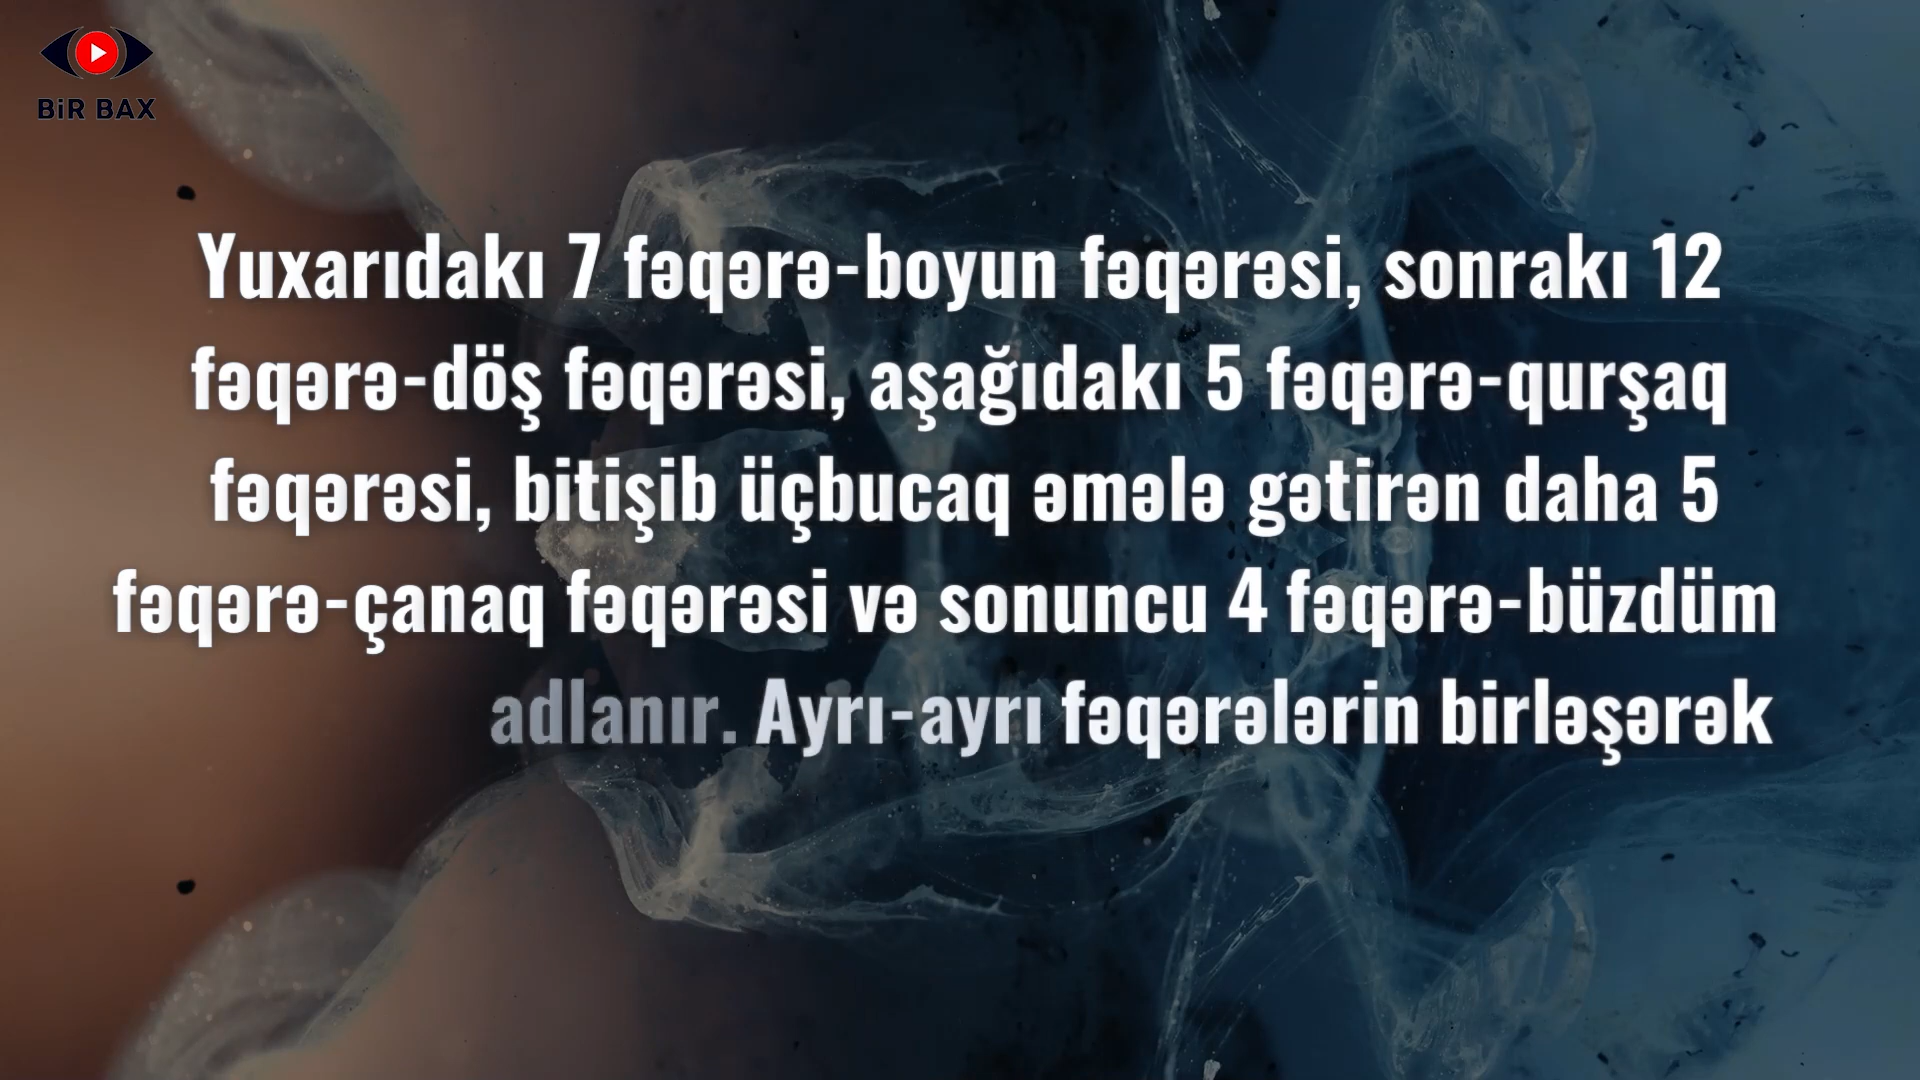 BiR BAX
Yuxarıdakı 7 fəqərə-boyun fəqərəsi, sonrakı 12
fəqərə-döş fəqərəsi, aşağıdakı 5 fəqərə-qurşaq
fəqərəsi, bitişib üçbucaq əmələ gətirən daha 5
fəqərə-çanaq fəqərəsi və sonuncu 4 fəqərə-büzdüm
adlanır. Ayrı-ayrı fəqərələrin birləşərək